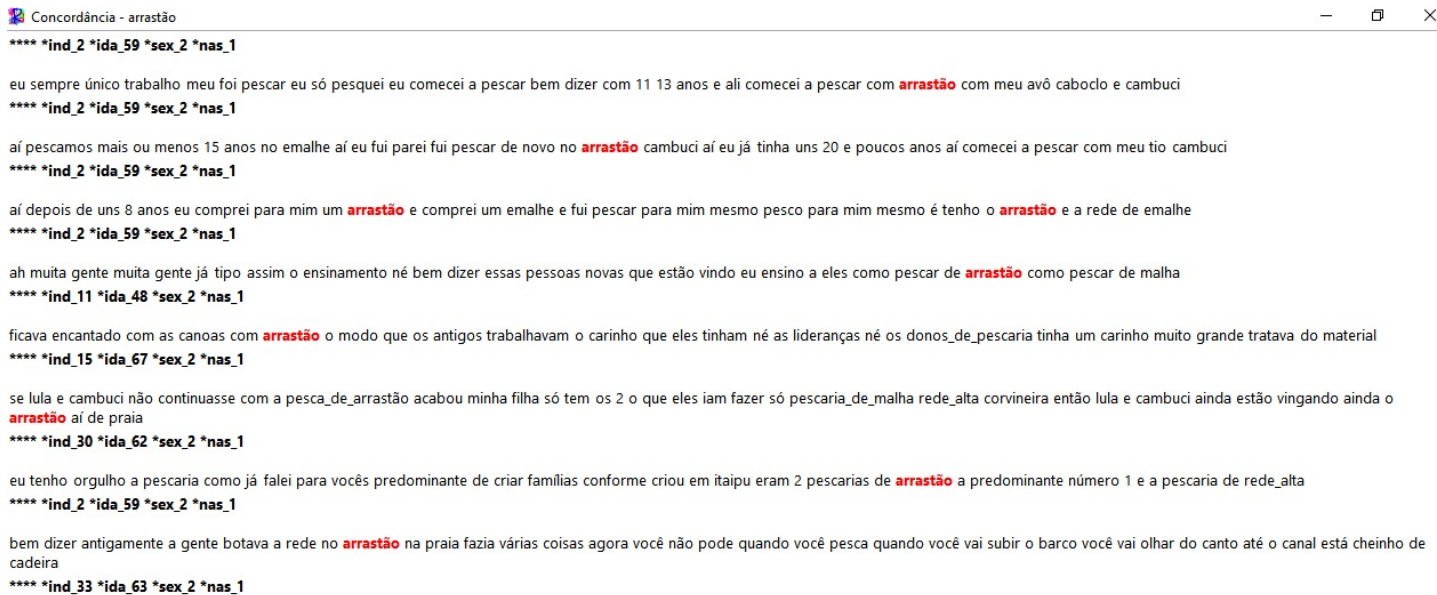 Concordância - arrastão
**** *ind_2 *ida_59 *sex_2 *nas_1
eu sempre único trabalho meu foi pescar eu só pesquei eu comecei a pescar bem dizer com 11 13 anos e ali comecei a pescar com arrastão com meu avô caboclo e cambuci
**** *ind_2 *ida_59 *sex_2 *nas_1
aí pescamos mais ou menos 15 anos no emalhe aí eu fui parei fui pescar de novo no arrastão cambuci aí eu já tinha uns 20 e poucos anos aí comecei a pescar com meu tio cambuci
**** *ind_2 *ida_59 *sex_2 *nas_1
aí depois de uns 8 anos eu comprei para mim um arrastão e comprei um emalhe e fui pescar para mim mesmo pesco para mim mesmo é tenho o arrastão e a rede de emalhe
**** *ind_2 *ida_59 *sex_2 *nas_1
ah muita gente muita gente já tipo assim o ensinamento né bem dizer essas pessoas novas que estão vindo eu ensino a eles como pescar de arrastão como pescar de malha
**** *ind_11 *ida_48 *sex_2 *nas_1
ficava encantado com as canoas com arrastão o modo que os antigos trabalhavam o carinho que eles tinham né as lideranças né os donos_de_pescaria tinha um carinho muito grande tratava do material
**** *ind_15 *ida_67 *sex_2 *nas_1
se lula e cambuci não continuasse com a pesca_de_arrastão acabou minha filha só tem os 2 o que eles iam fazer só pescaria_de_malha rede_alta corvineira então lula e cambuci ainda estão vingando ainda o
arrastão aí de praia
**** *ind_30 *ida_62 *sex_2 *nas_1
eu tenho orgulho a pescaria como já falei para vocês predominante de criar famílias conforme criou em itaipu eram 2 pescarias de arrastão a predominante número 1 e a pescaria de rede_alta
**** *ind_2 *ida_59 *sex_2 *nas_1
bem dizer antigamente a gente botava a rede no arrastão na praia fazia várias coisas agora você não pode quando você pesca quando você vai subir o barco você vai olhar do canto até o canal está cheinho de
cadeira
**** *ind_33 *ida_63 *sex_2 *nas_1